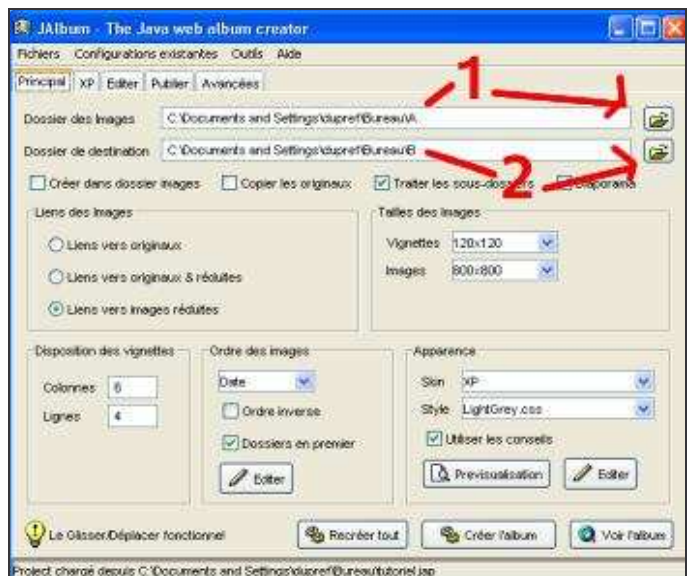 JAlbum - The Java web album creator
Fichiers Configurations existantes Outils Aide
Principal XP Editer Publier Avancées
1
Dossier des Images C:\Documents and Settings\dupref\Bureau\A
Dossier de destination C:\Documents and Settings\dupref\Bureau\B
2
Créer dans dossier images Copier les originaux Traiter les sous-dossiers Diaporama
Liens des Images
Liens vers originaux
Liens vers originaux & réduites
Liens vers images réduites
Tailles des Images
Vignettes 120x120
Images 800x800
Disposition des vignettes
Colonnes 6
Lignes 4
Ordre des images
Date
Ordre inverse
Dossiers en premier
Editer
Apparence
Skin XP
Style LightGrey.css
Utiliser les conseils
Previsualisation Editer
Le Glisser/Déplacer fonctionne!
Recréer tout Créer l'album Voir l'album
Project chargé depuis C:\Documents and Settings\dupref\Bureau\tutoriel.jap